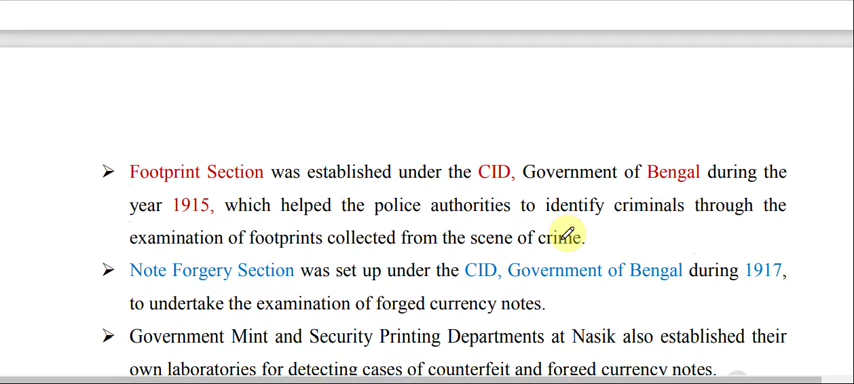 ➢ Footprint Section was established under the CID, Government of Bengal during the
year 1915, which helped the police authorities to identify criminals through the
examination of footprints collected from the scene of crime.
➢ Note Forgery Section was set up under the CID, Government of Bengal during 1917,
to undertake the examination of forged currency notes.
➢ Government Mint and Security Printing Departments at Nasik also established their
own laboratories for detecting cases of counterfeit and forged currency notes.